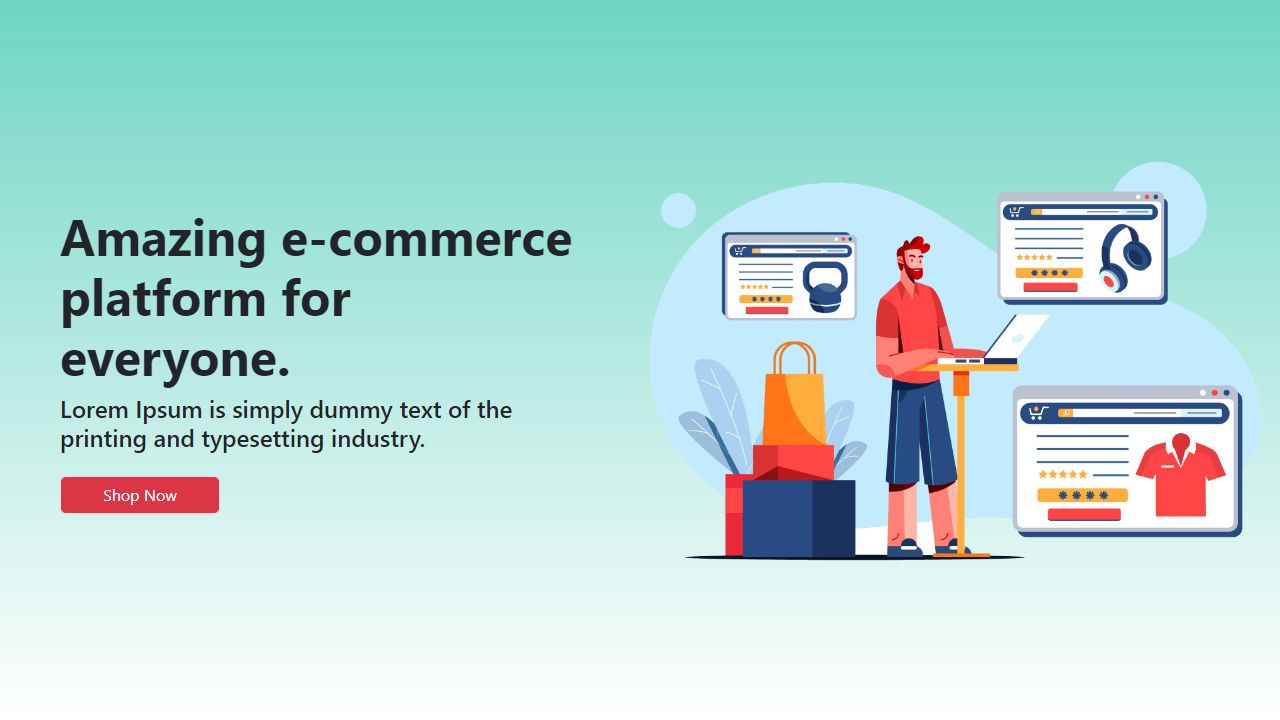 Amazing e-commerce
platform for
everyone.
Lorem Ipsum is simply dummy text of the
printing and typesetting industry.
Shop Now